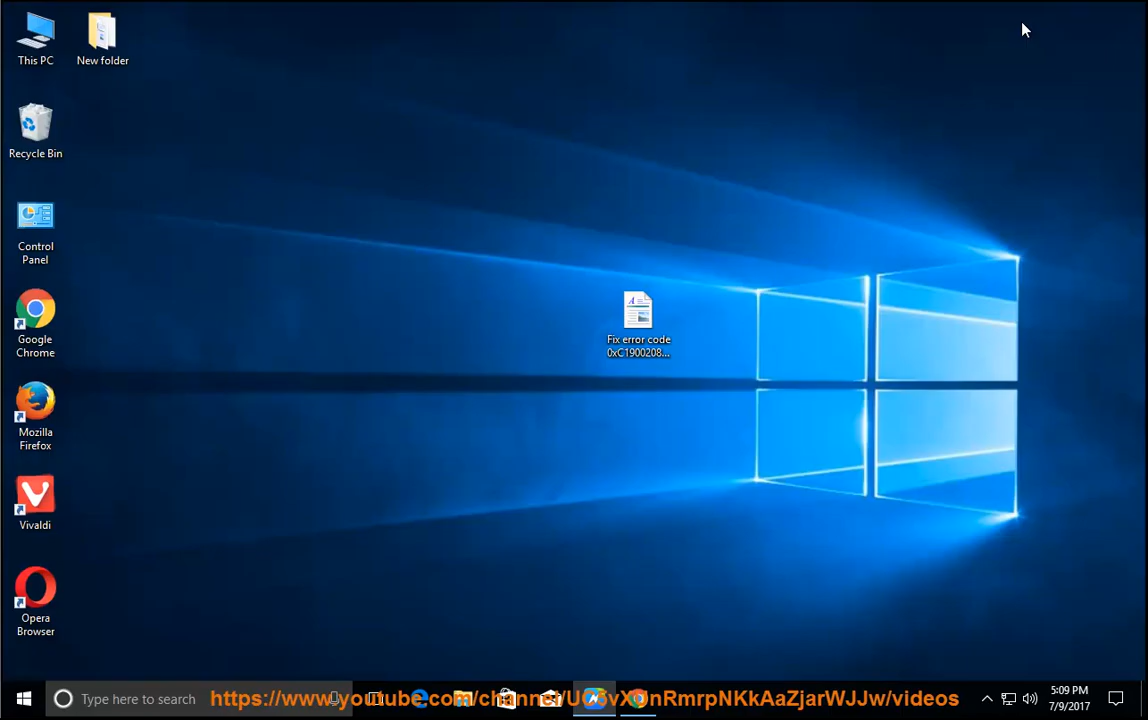 This PC
New folder
Recycle Bin
Control
Panel
Google
Chrome
Fix error code
0xC1900208...
Mozilla
Firefox
Vivaldi
Opera
Browser
Type here to search
5:09 PM
7/9/2017